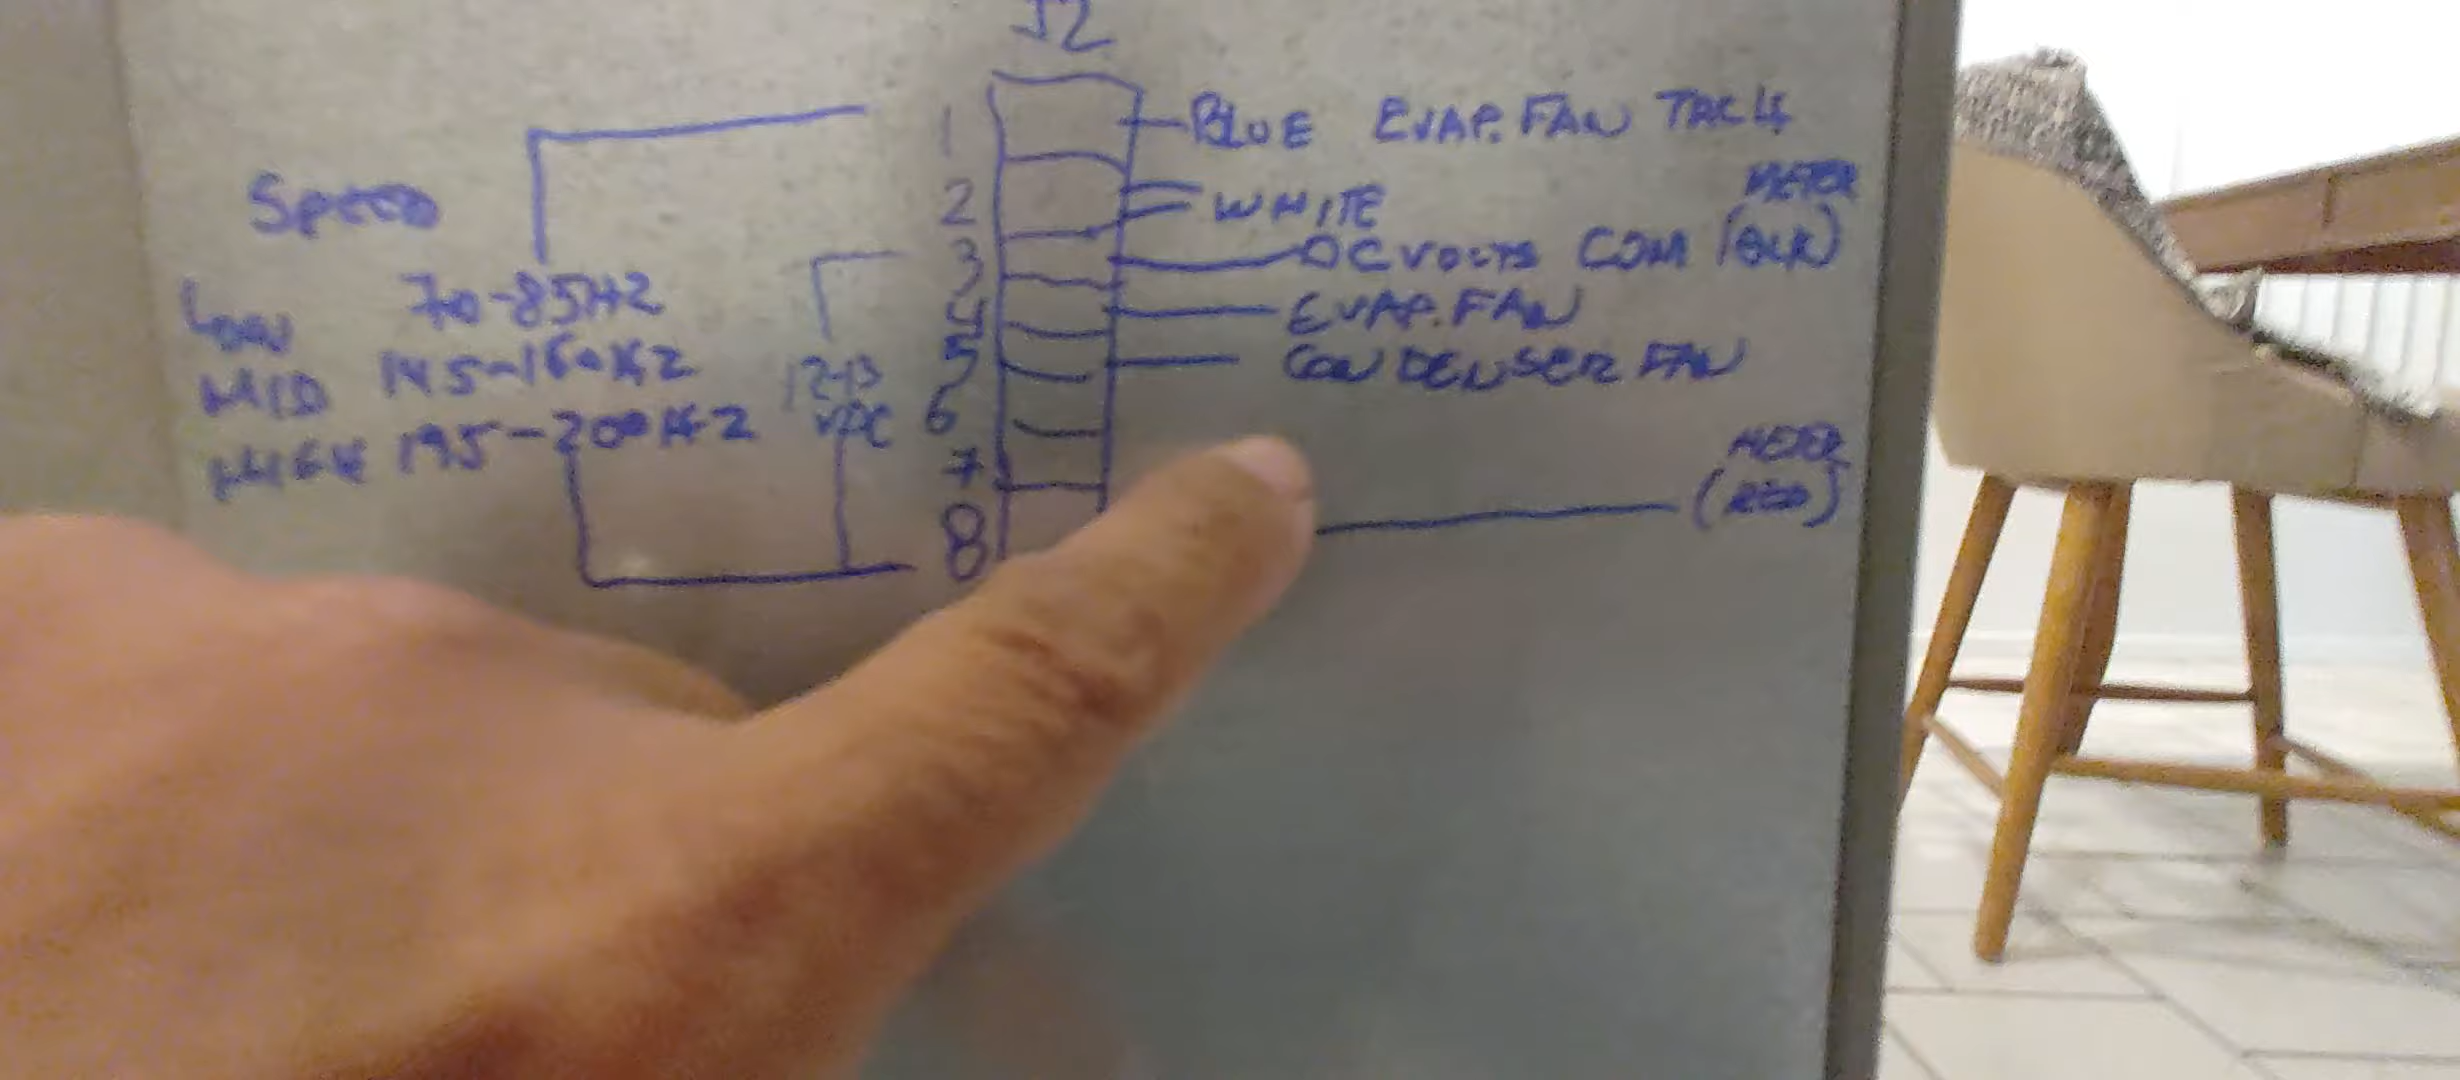 J2
1 BLUE EVAP. FAN TACH
2 WHITE
METER
3 DC VOLTS COM (BLK)
4 EVAP. FAN
5 CONDENSER FAN
6
7
METER
8 (RED)
SPEED
LOW 70-85HZ
MID 145-160HZ
HIGH 195-200HZ
12-13
VDC